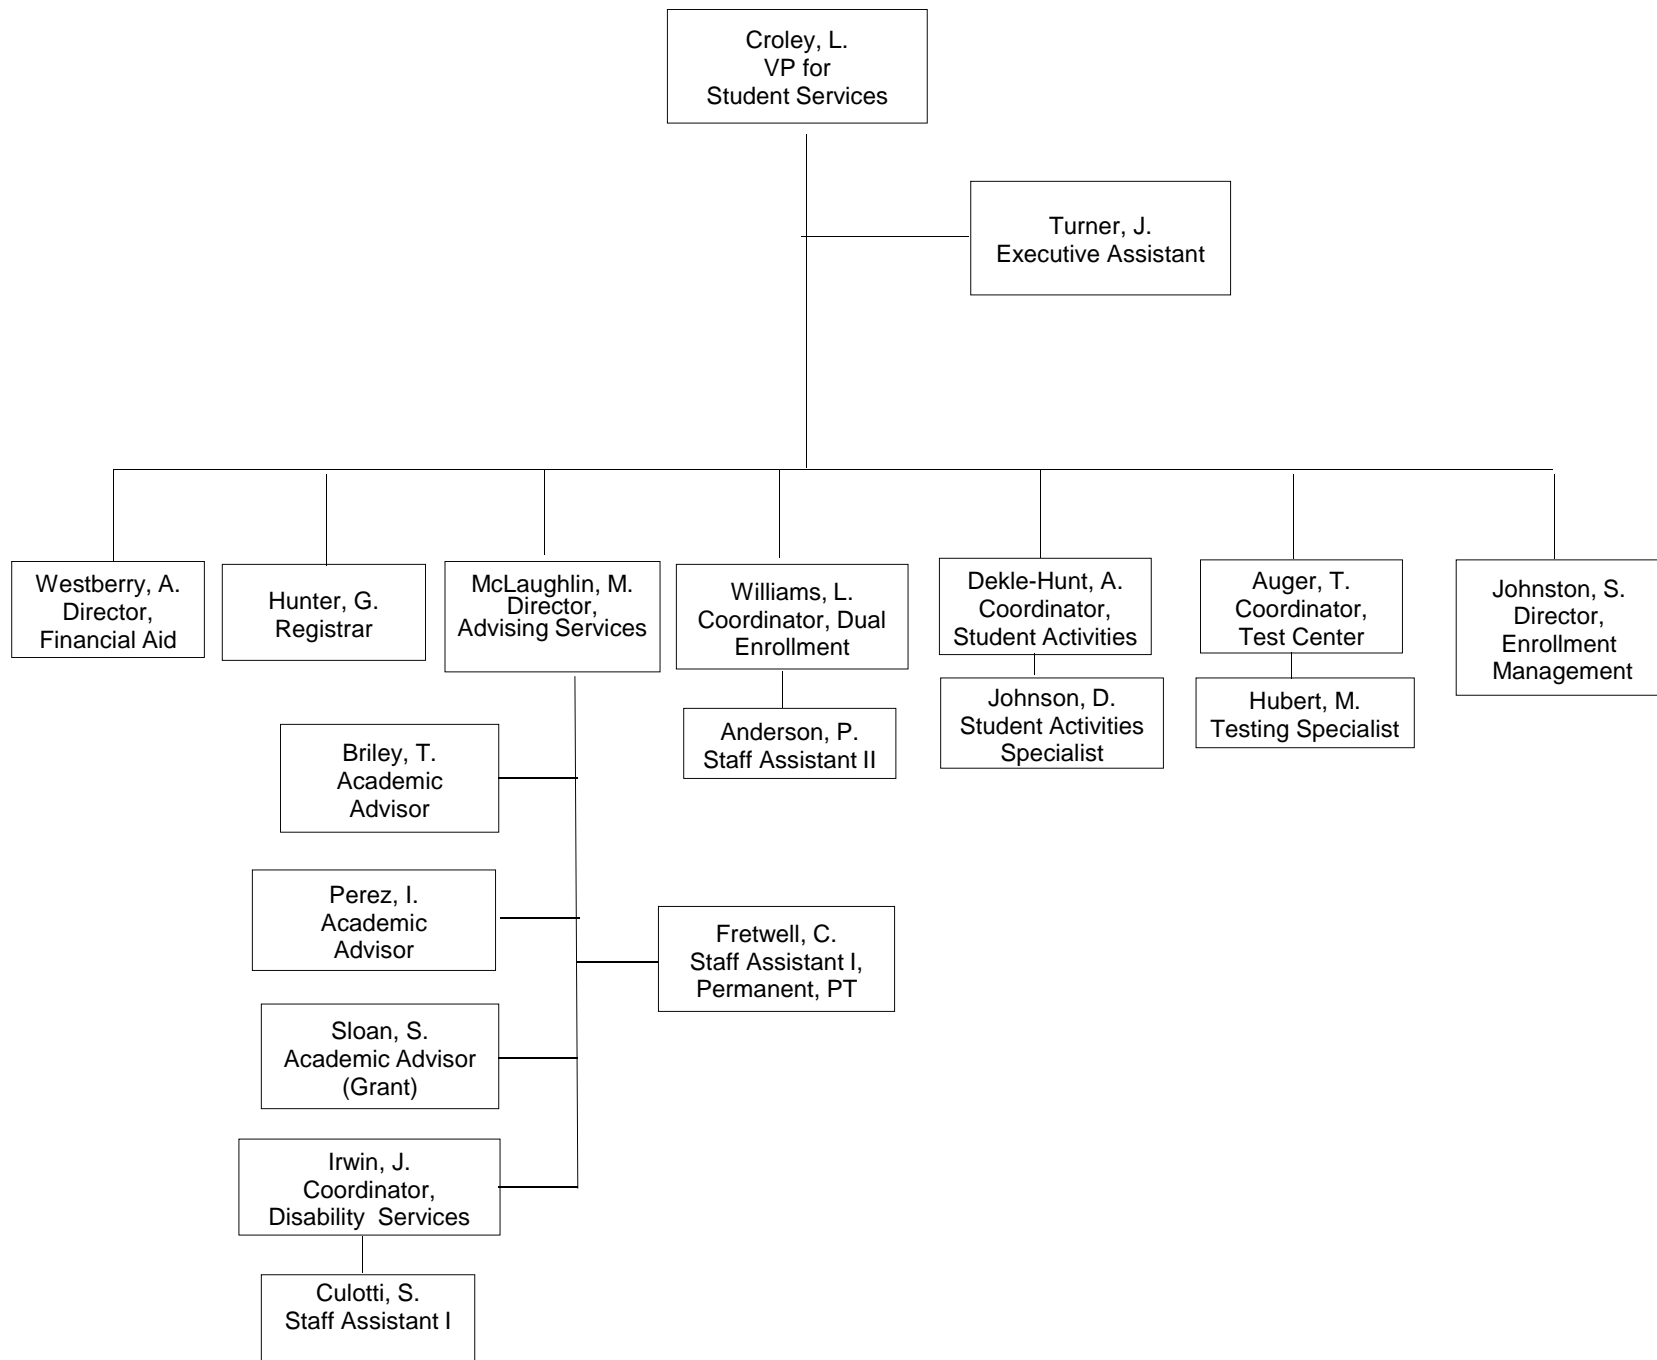 Croley, L.
VP for
Student Services
Turner, J.
Executive Assistant
Westberry, A.
Director,
Financial Aid
Hunter, G.
Registrar
McLaughlin, M.
Director,
Advising Services
Williams, L.
Coordinator, Dual
Enrollment
Dekle-Hunt, A.
Coordinator,
Student Activities
Auger, T.
Coordinator,
Test Center
Johnston, S.
Director,
Enrollment
Management
Anderson, P.
Staff Assistant II
Johnson, D.
Student Activities
Specialist
Hubert, M.
Testing Specialist
Briley, T.
Academic
Advisor
Perez, I.
Academic
Advisor
Fretwell, C.
Staff Assistant I,
Permanent, PT
Sloan, S.
Academic Advisor
(Grant)
Irwin, J.
Coordinator,
Disability  Services
Culotti, S.
Staff Assistant I